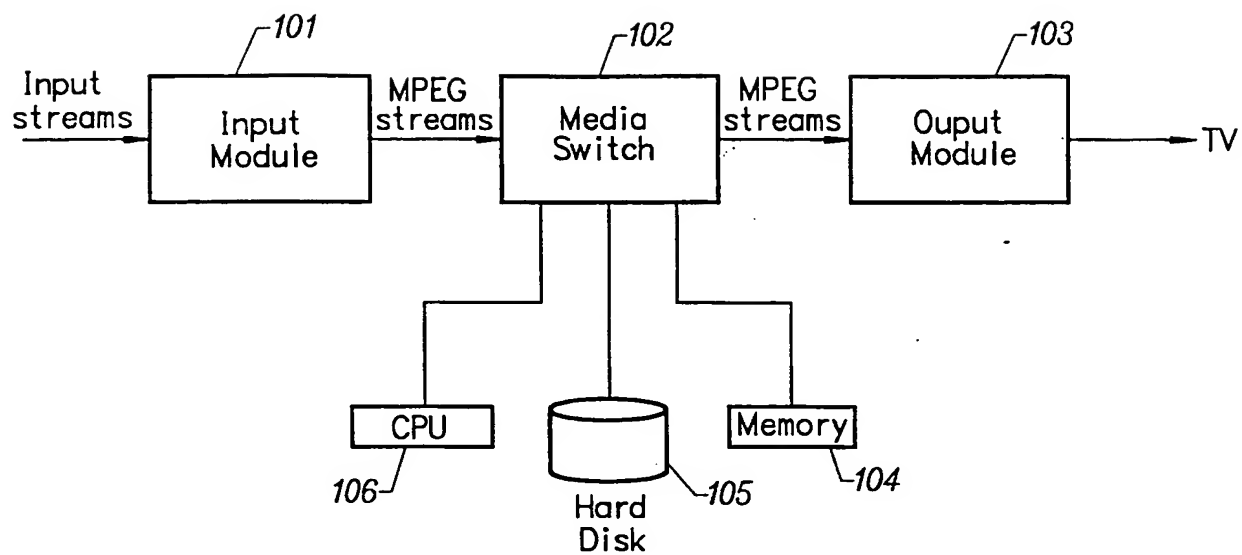 101
102
103
Input
streams
Input
Module
MPEG
streams
Media
Switch
MPEG
streams
Ouput
Module
TV
CPU
106
Hard
Disk
105
Memory
104